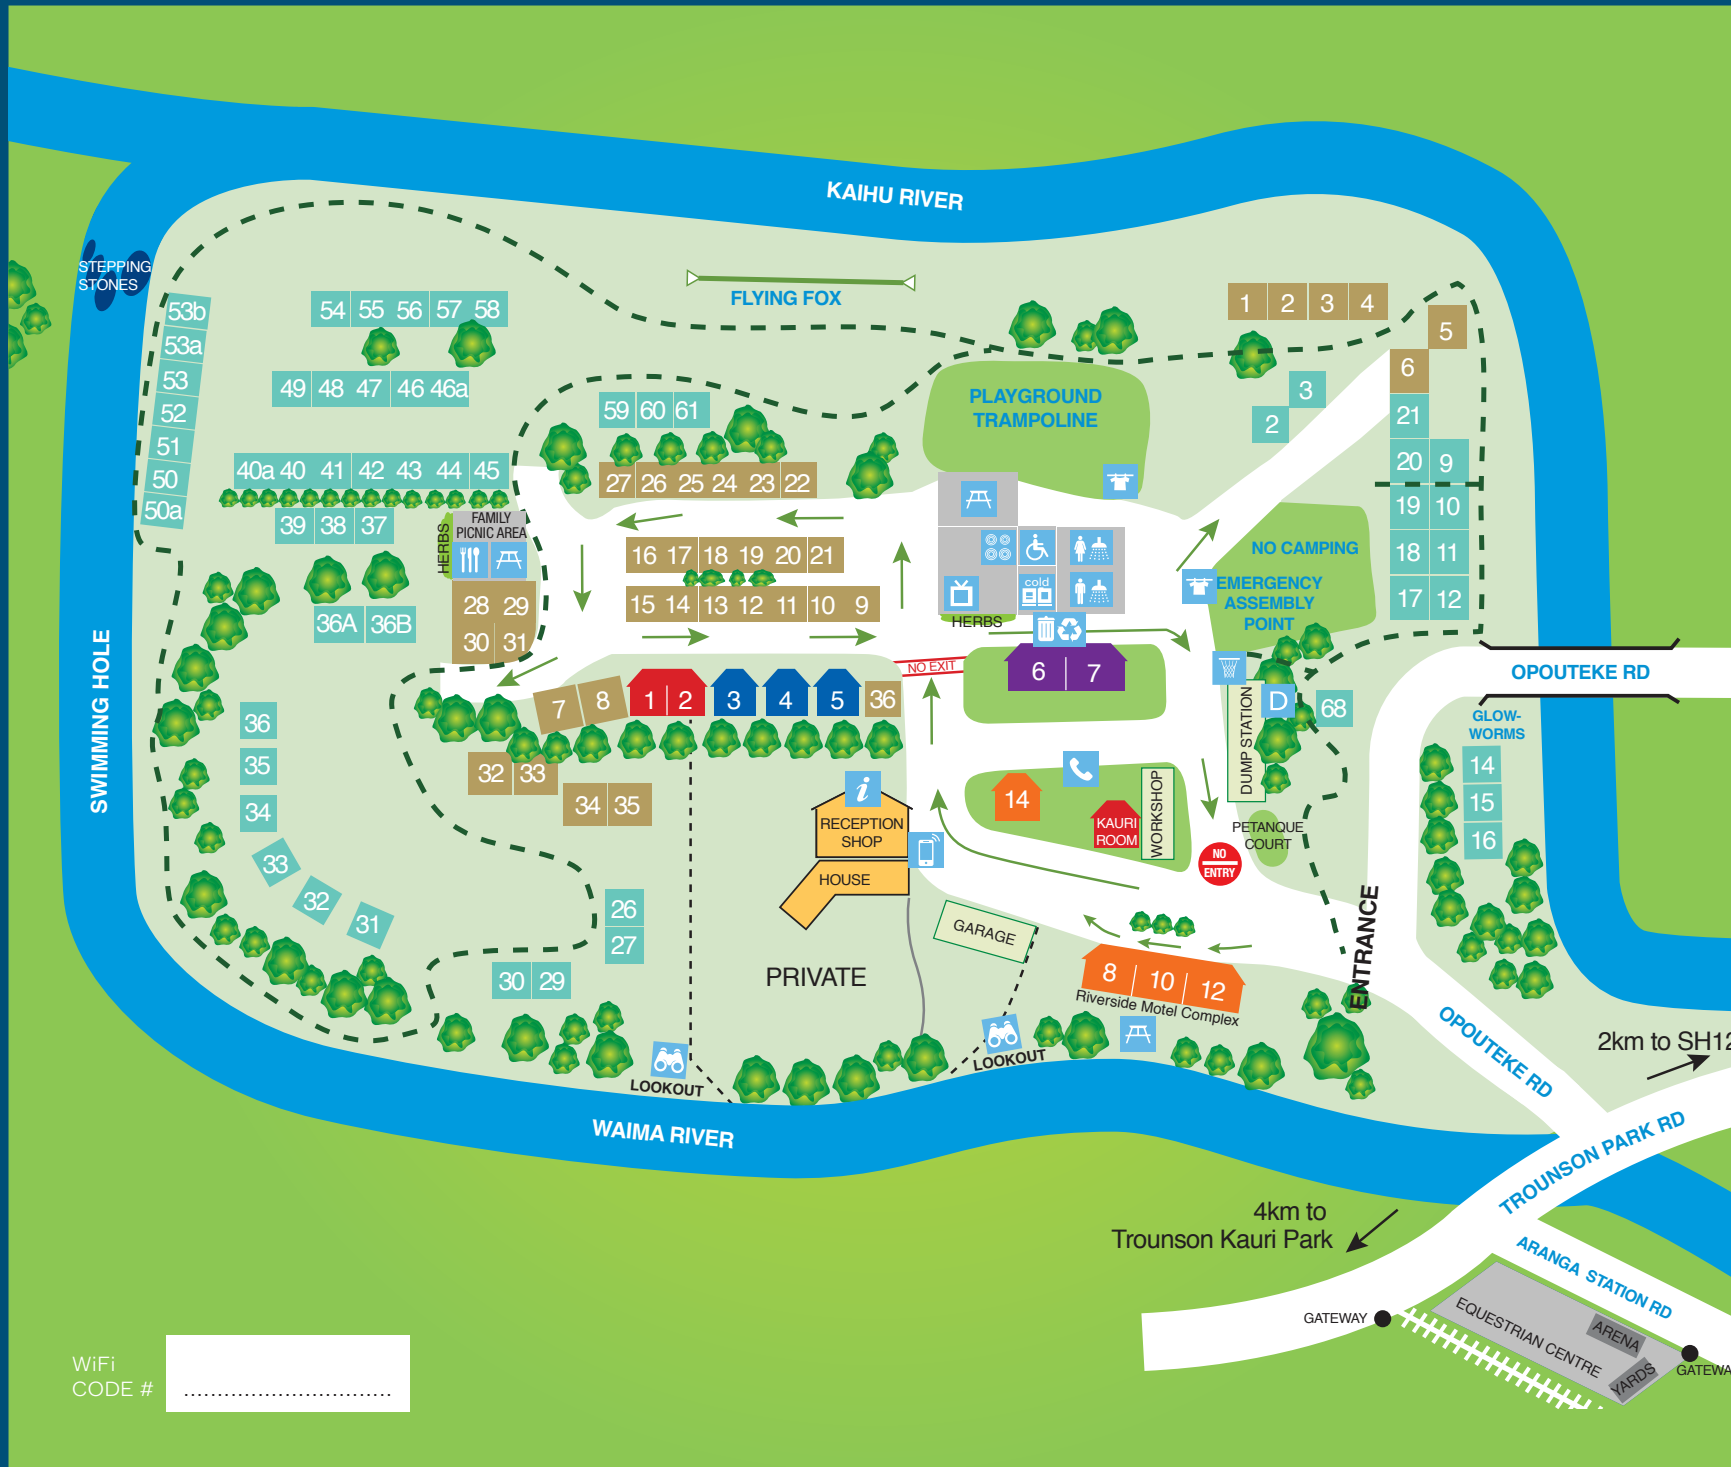 KAIHU RIVER
STEPPING
STONES
FLYING FOX
53b
53a
53
52
51
50
50a
54 55 56 57 58
49 48 47 46 46a
40a 40 41 42 43 44 45
39 38 37
36A 36B
59 60 61
27 26 25 24 23 22
16 17 18 19 20 21
15 14 13 12 11 10 9
HERBS
FAMILY
PICNIC AREA
28 29
30 31
PLAYGROUND
TRAMPOLINE
1 2 3 4
5
6
3
2
21
20 9
19 10
18 11
17 12
NO CAMPING
EMERGENCY
ASSEMBLY
POINT
cold
HERBS
NO EXIT
6 7
7 8
1 2
3
4
5
36
32 33
34 35
SWIMMING HOLE
36
35
34
33
32
31
30 29
26
27
i
RECEPTION
SHOP
HOUSE
PRIVATE
GARAGE
14
KAURI
ROOM
WORKSHOP
DUMP STATION
D
68
PETANQUE
COURT
NO
ENTRY
ENTRANCE
OPOUTEKE RD
GLOW-
WORMS
14
15
16
8 10 12
Riverside Motel Complex
LOOKOUT
LOOKOUT
WAIMA RIVER
OPOUTEKE RD
2km to SH12
TROUNSON PARK RD
4km to
Trounson Kauri Park
ARANGA STATION RD
GATEWAY
EQUESTRIAN CENTRE
ARENA
YARDS
GATEWA
WiFi
CODE # ...............................